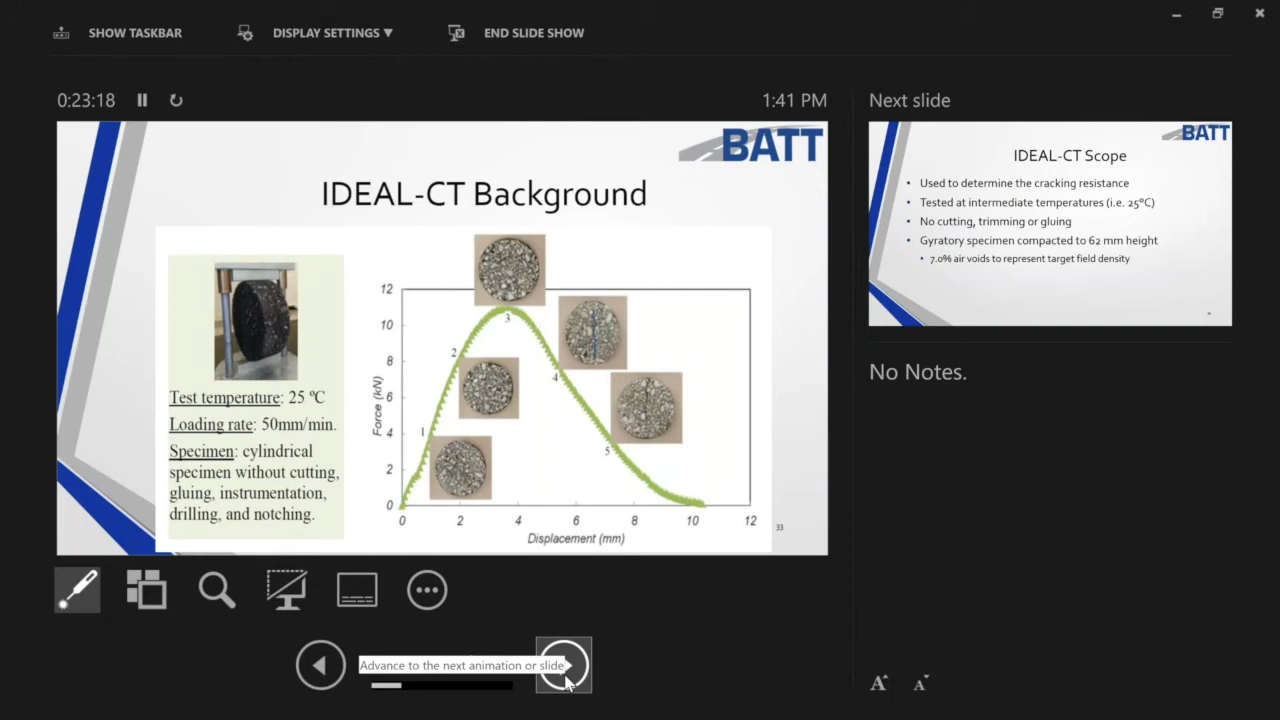 SHOW TASKBAR
DISPLAY SETTINGS ▼
END SLIDE SHOW
0:23:18
1:41 PM
BATT
IDEAL-CT Background
Test temperature: 25 ºC
Loading rate: 50mm/min.
Specimen: cylindrical
specimen without cutting,
gluing, instrumentation,
drilling, and notching.
Force (kN)
12
10
8
6
4
2
0
1
2
3
4
5
0 2 4 6 8 10 12
Displacement (mm)
33
Advance to the next animation or slide
Next slide
BATT
IDEAL-CT Scope
• Used to determine the cracking resistance
• Tested at intermediate temperatures (i.e. 25ºC)
• No cutting, trimming or gluing
• Gyratory specimen compacted to 62 mm height
• 7.0% air voids to represent target field density
No Notes.
A A